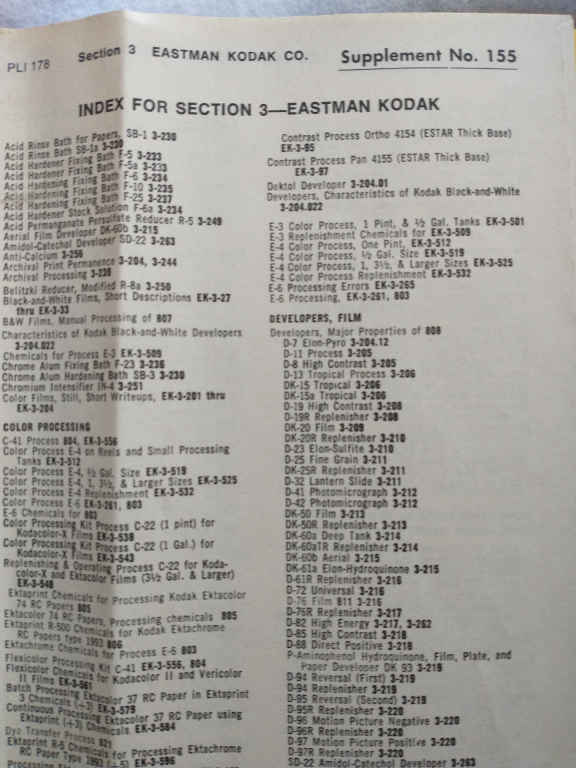 PLI 178
Section 3 EASTMAN KODAK CO.
Supplement No. 155
INDEX FOR SECTION 3—EASTMAN KODAK
Acid Rinse Bath for Papers, SB-1 3-230
Acid Rinse Bath SB-1a 3-230
Acid Hardener Fixing Bath F-5 3-233
Acid Hardener Fixing Bath F-5a 3-233
Acid Hardening Fixing Bath F-6 3-234
Acid Hardening Fixing Bath F-10 3-235
Acid Hardening Fixing Bath F-25 3-237
Acid Hardener Stock Solution F-6a 3-234
Acid Permanganate Persulfate Reducer R-5 3-249
Aerial Film Developer DK-60b 3-215
Amidol-Catechol Developer SD-22 3-263
Anti-Calcium 3-256
Archival Print Permanence 3-204, 3-244
Archival Processing 3-239
Belitzki Reducer, Modified R-8a 3-250
Black-and-White Films, Short Descriptions EK-3-27
thru EK-3-33
B&W Films, Manual Processing of 807
Characteristics of Kodak Black-and-White Developers
3-204.022
Chemicals for Process E-3 EK-3-509
Chrome Alum Fixing Bath F-23 3-236
Chrome Alum Hardening Bath SB-3 3-230
Chromium Intensifier IN-4 3-251
Color Films, Still, Short Writeups, EK-3-201 thru
EK-3-204
COLOR PROCESSING
C-41 Process 804, EK-3-556
Color Process E-4 on Reels and Small Processing
Tanks EK-3-512
Color Process E-4, ½ Gal. Size EK-3-519
Color Process E-4, 1, 3½, & Larger Sizes EK-3-525
Color Process E-4 Replenishment EK-3-532
Color Process E-6 EK-3-261, 803
E-6 Chemicals for 803
Color Processing Kit Process C-22 (1 pint) for
Kodacolor-X Films EK-3-538
Color Processing Kit Process C-22 (1 Gal.) for
Kodacolor-X Films EK-3-543
Replenishing & Operating Process C-22 for Koda-
color-X and Ektacolor Films (3½ Gal. & Larger)
EK-3-548
Ektaprint Chemicals for Processing Kodak Ektacolor
74 RC Papers 805
Ektacolor 74 RC Papers, Processing chemicals 805
Ektaprint R-500 Chemicals for Kodak Ektachrome
RC Papers type 1993 806
Ektachrome Chemicals for Process E-6 803
Flexicolor Processing Kit C-41 EK-3-556, 804
Flexicolor Chemicals for Kodacolor II and Vericolor
II Films EK-3-561
Batch Processing Ektacolor 37 RC Paper in Ektaprint
3 Chemicals (+3) EK-3-579
Continuous Processing Ektacolor 37 RC Paper using
Ektaprint (+3) Chemicals EK-3-584
Dye Transfer Process 821
Ektaprint R-5 Chemicals for Processing Ektachrome
RC Paper Type 1993 EK-3-596
Contrast Process Ortho 4154 (ESTAR Thick Base)
EK-3-95
Contrast Process Pan 4155 (ESTAR Thick Base)
EK-3-97
Dektol Developer 3-204.01
Developers, Characteristics of Kodak Black-and-White
3-204.022
E-3 Color Process, 1 Pint, & ½ Gal. Tanks EK-3-501
E-3 Replenishment Chemicals for EK-3-509
E-4 Color Process, One Pint, EK-3-512
E-4 Color Process, ½ Gal. Size EK-3-519
E-4 Color Process, 1, 3½, & Larger Sizes EK-3-525
E-4 Color Process Replenishment EK-3-532
E-6 Processing Errors EK-3-265
E-6 Processing, EK-3-261, 803
DEVELOPERS, FILM
Developers, Major Properties of 808
D-7 Elon-Pyro 3-204.12
D-11 Process 3-205
D-8 High Contrast 3-205
D-13 Tropical Process 3-206
DK-15 Tropical 3-206
DK-15a Tropical 3-206
D-19 High Contrast 3-208
D-19R Replenisher 3-208
DK-20 Film 3-209
DK-20R Replenisher 3-210
D-23 Elon-Sulfite 3-210
D-25 Fine Grain 3-211
DK-25R Replenisher 3-211
D-32 Lantern Slide 3-211
D-41 Photomicrograph 3-212
D-42 Photomicrograph 3-212
DK-50 Film 3-213
DK-50R Replenisher 3-213
DK-60a Deep Tank 3-214
DK-60aTR Replenisher 3-214
DK-60b Aerial 3-215
DK-61a Elon-Hydroquinone 3-215
D-61R Replenisher 3-216
D-72 Universal 3-216
D-76 Film 811 3-216
D-76R Replenisher 3-217
D-82 High Energy 3-217, 3-262
D-85 High Contrast 3-218
D-88 Direct Positive 3-218
P-Aminophenol Hydroquinone, Film, Plate, and
Paper Developer DK 93 3-219
D-94 Reversal (First) 3-219
D-94 Replenisher 3-219
D-95 Reversal (Second) 3-219
D-95R Replenisher 3-220
D-96 Motion Picture Negative 3-220
D-96R Replenisher 3-220
D-97 Motion Picture Positive 3-220
D-97R Replenisher 3-220
SD-22 Amidol-Catechol Developer 3-263